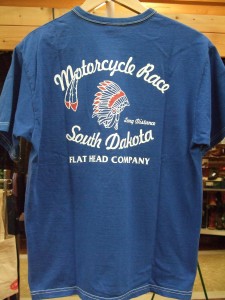 Motorcycle Race
Long Distance
South Dakota
FLAT HEAD COMPANY